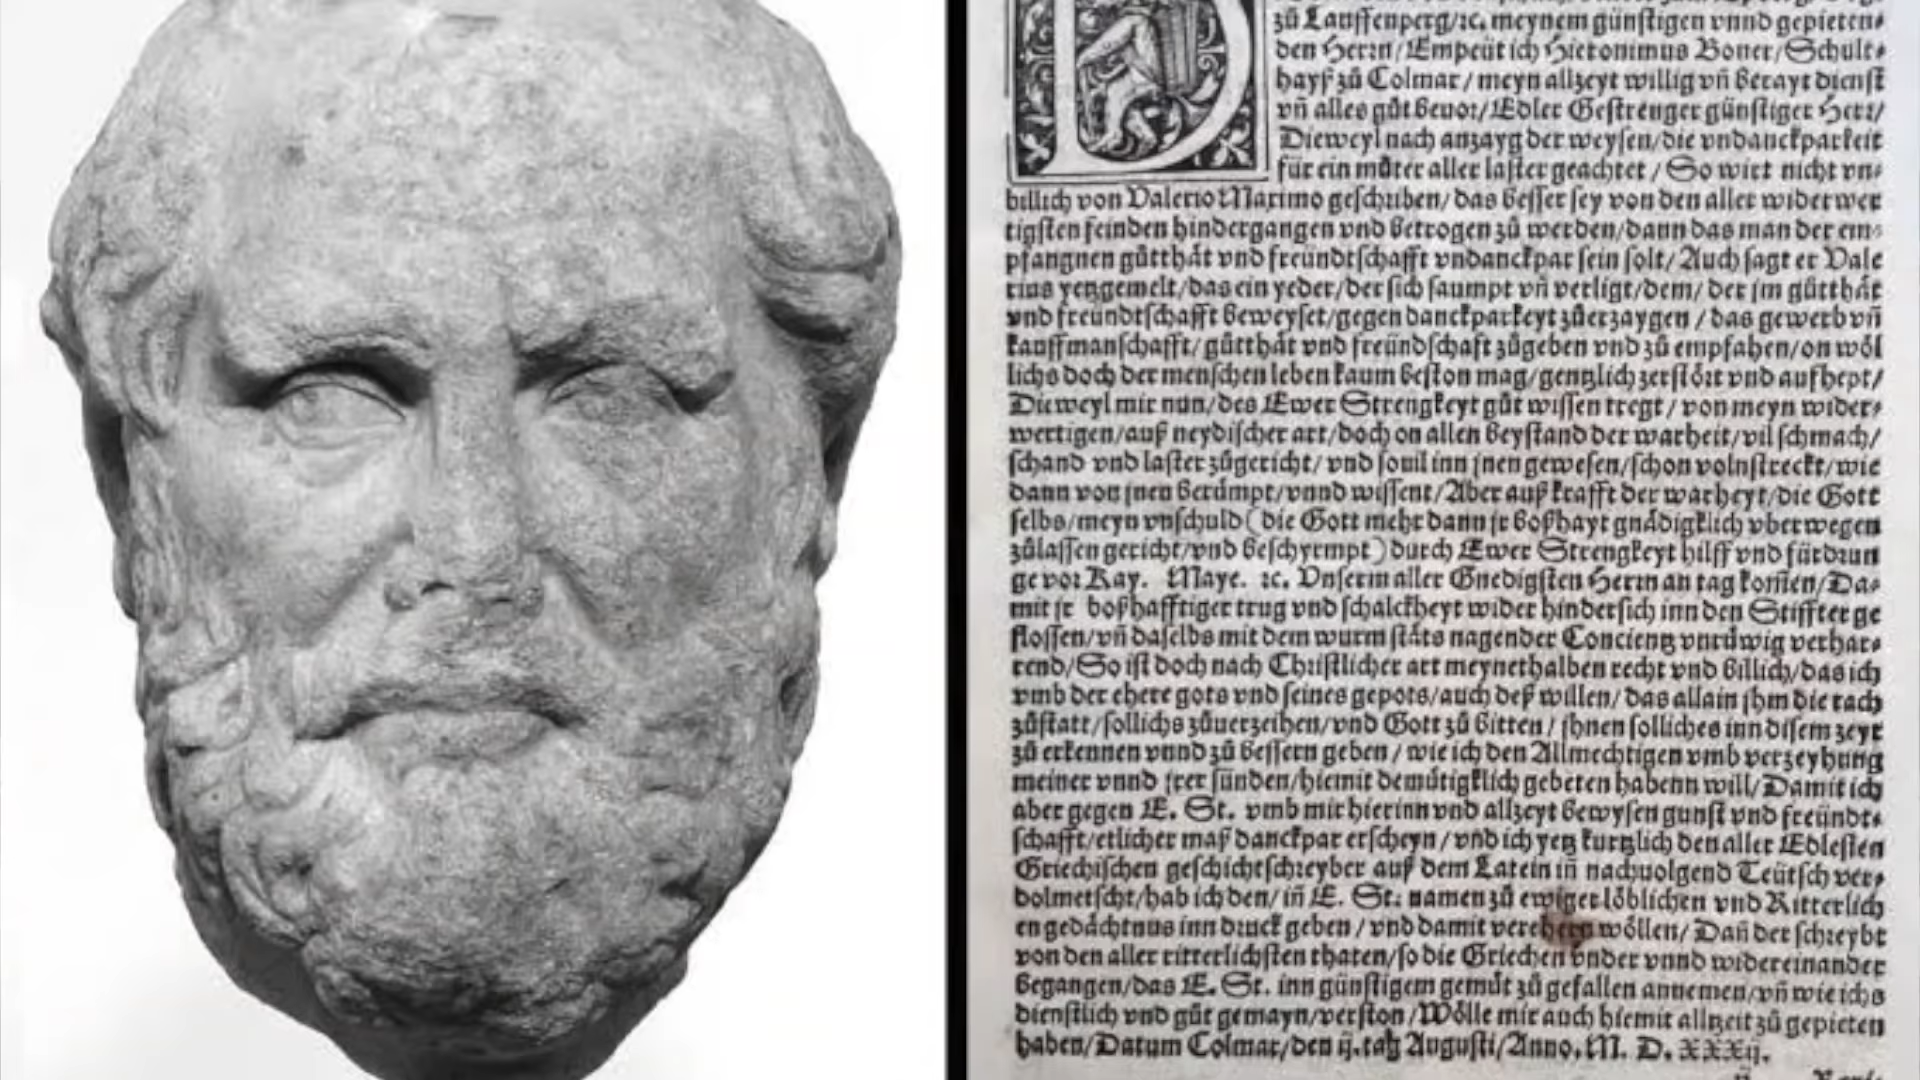 zů Lauffenperg/ꝛc. meynem günstigen vnnd gepieten⸗
den Herrn/Empeüt ich Hieronimus Boner/Schult⸗
hayß zů Colmar/meyn allzeyt willig vñ berayt dienst
vñ alles gůt beuor/Edler Gestrenger günstiger Herr/
Dieweyl nach anzayg der weysen/die vndanckparkeit
für ein můter aller laster geachtet/So wirt nicht vn⸗
billich von Valerio Maximo geschriben/das besser sey von den aller widerwer
tigsten feinden hindergangen vnd betrogen zů werden/dann das man der em⸗
pfangnen gůtthåt vnd freündtschafft vndanckpar sein solt/Auch sagt er Vale
rius yetzgemelt/das ein yeder/der sich saumpt vñ verligt/dem/der jm gůtthåt
vnd freündtschafft beweyset/gegen danckparkeyt zůerzaygen/das gewerb vñ
kauffmanschafft/gůtthåt vnd freündschaft zůgeben vnd zů empfahen/on wöl
lichs doch der menschen leben kaum beston mag/gentzlich zerstört vnd aufhept/
Dieweyl mir nun/des Ewer Strengkeyt gůt wissen tregt/von meyn wider⸗
wertigen/auß neydischer art/doch on allen beystand der warheit/vil schmach/
schand vnd laster zůgericht/vnd souil inn jnen gewesen/schon volnstreckt/wie
dann von jnen berümpt/vnnd wissent/Aber auß krafft der warheyt/die Gott
selbs/meyn vnschuld (die Gott mehr dann jr boßhayt gnådigklich vberwegen
zůlassen gericht/vnd beschyrmpt) durch Ewer Strengkeyt hilff vnd fürdrun
ge vor Kay. Maye. ꝛc. Vnserm aller Gnedigsten Herrn an tag kom̃en/Da⸗
mit jr boßhafftiger trug vnd schalckheyt wider hindersich inn den Stiffter ge
flossen/vñ daselbs mit dem wurm ståts nagender Concientz vnrůwig verhar⸗
rend/So ist doch nach Christlicher art meynethalben recht vnd billich/das ich
vmb der ehere gots vnd seines gepots/auch deß willen/das allain jhm die rach
zůstatt/sollichs zůuerzeihen/vnd Gott zů bitten/jhnen solliches inn disem zeyt
zů erkennen vnnd zů bessern geben/wie ich den Allmechtigen vmb verzeyhung
meiner vnnd jrer sünden/hiemit demůtigklich gebeten habenn will/Damit ich
aber gegen E. St. vmb mir hierinn vnd allzeyt bewysen gunst vnd freündt⸗
schafft/etlicher maß danckpar erscheyn/vnd ich yetz kurtzlich den aller Edlesten
Griechischen geschichtschreyber auß dem Latein iñ nachuolgend Teütsch ver⸗
dolmetscht/hab ich den/iñ E. St. namen zů ewiger löblichen vnd Ritterlich
en gedåchtnus inn druck geben/vnd damit verehern wöllen/Dañ der schreybt
von den aller ritterlichsten thaten/so die Griechen vnder vnnd widereinander
begangen/das E. St. inn günstigem gemůt zů gefallen annemen/vñ wie ichs
dienstlich vnd gůt gemayn/verston/Wölle mir auch hiemit allzeit zů gepieten
haben/Datum Colmar/den ij.tag Augusti/Anno. M. D. xxxij.